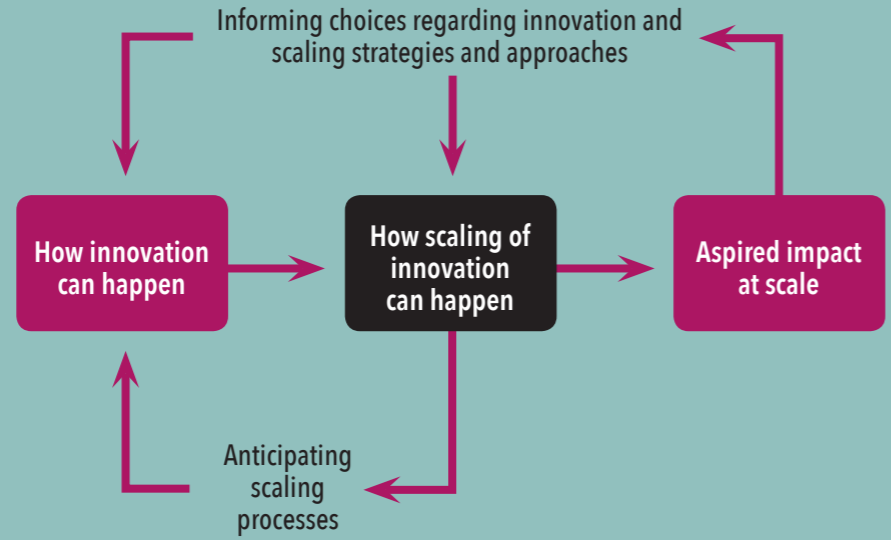 Informing choices regarding innovation and
scaling strategies and approaches
How innovation
can happen
How scaling of
innovation
can happen
Aspired impact
at scale
Anticipating
scaling
processes